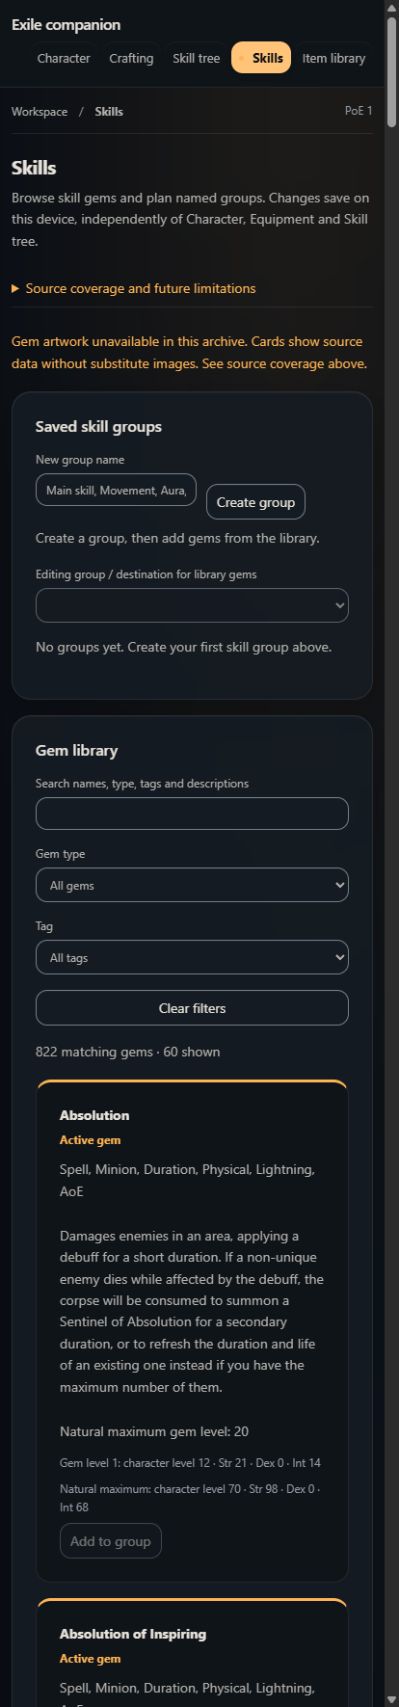 Exile companion
Character Crafting Skill tree Skills Item library
Workspace / Skills PoE 1
Skills
Browse skill gems and plan named groups. Changes save on
this device, independently of Character, Equipment and Skill
tree.
▶ Source coverage and future limitations
Gem artwork unavailable in this archive. Cards show source
data without substitute images. See source coverage above.
Saved skill groups
New group name
Main skill, Movement, Aura,
Create group
Create a group, then add gems from the library.
Editing group / destination for library gems
No groups yet. Create your first skill group above.
Gem library
Search names, type, tags and descriptions
Gem type
All gems
Tag
All tags
Clear filters
822 matching gems · 60 shown
Absolution
Active gem
Spell, Minion, Duration, Physical, Lightning,
AoE
Damages enemies in an area, applying a
debuff for a short duration. If a non-unique
enemy dies while affected by the debuff, the
corpse will be consumed to summon a
Sentinel of Absolution for a secondary
duration, or to refresh the duration and life
of an existing one instead if you have the
maximum number of them.
Natural maximum gem level: 20
Gem level 1: character level 12 · Str 21 · Dex 0 · Int 14
Natural maximum: character level 70 · Str 98 · Dex 0 ·
Int 68
Add to group
Absolution of Inspiring
Active gem
Spell, Minion, Duration, Physical, Lightning,